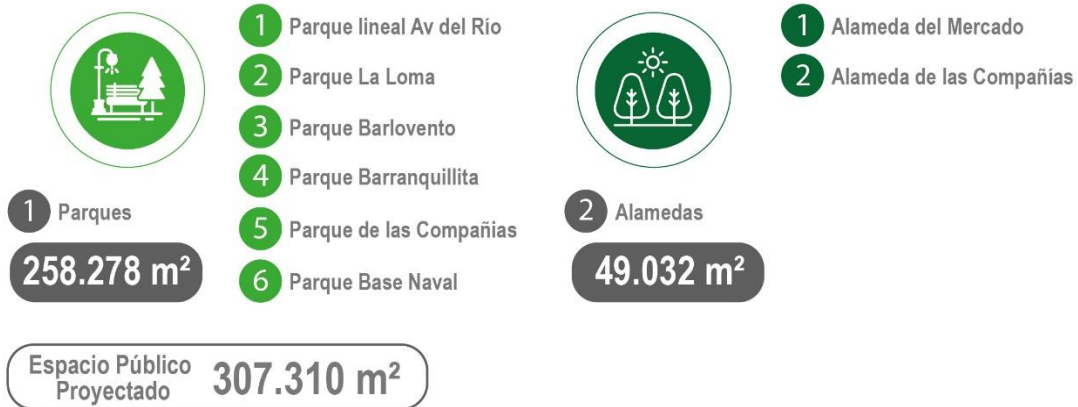 1 Parque lineal Av del Río
2 Parque La Loma
3 Parque Barlovento
4 Parque Barranquillita
5 Parque de las Compañias
6 Parque Base Naval
1 Parques
258.278 m²
1 Alameda del Mercado
2 Alameda de las Compañías
2 Alamedas
49.032 m²
Espacio Público
Proyectado
307.310 m²